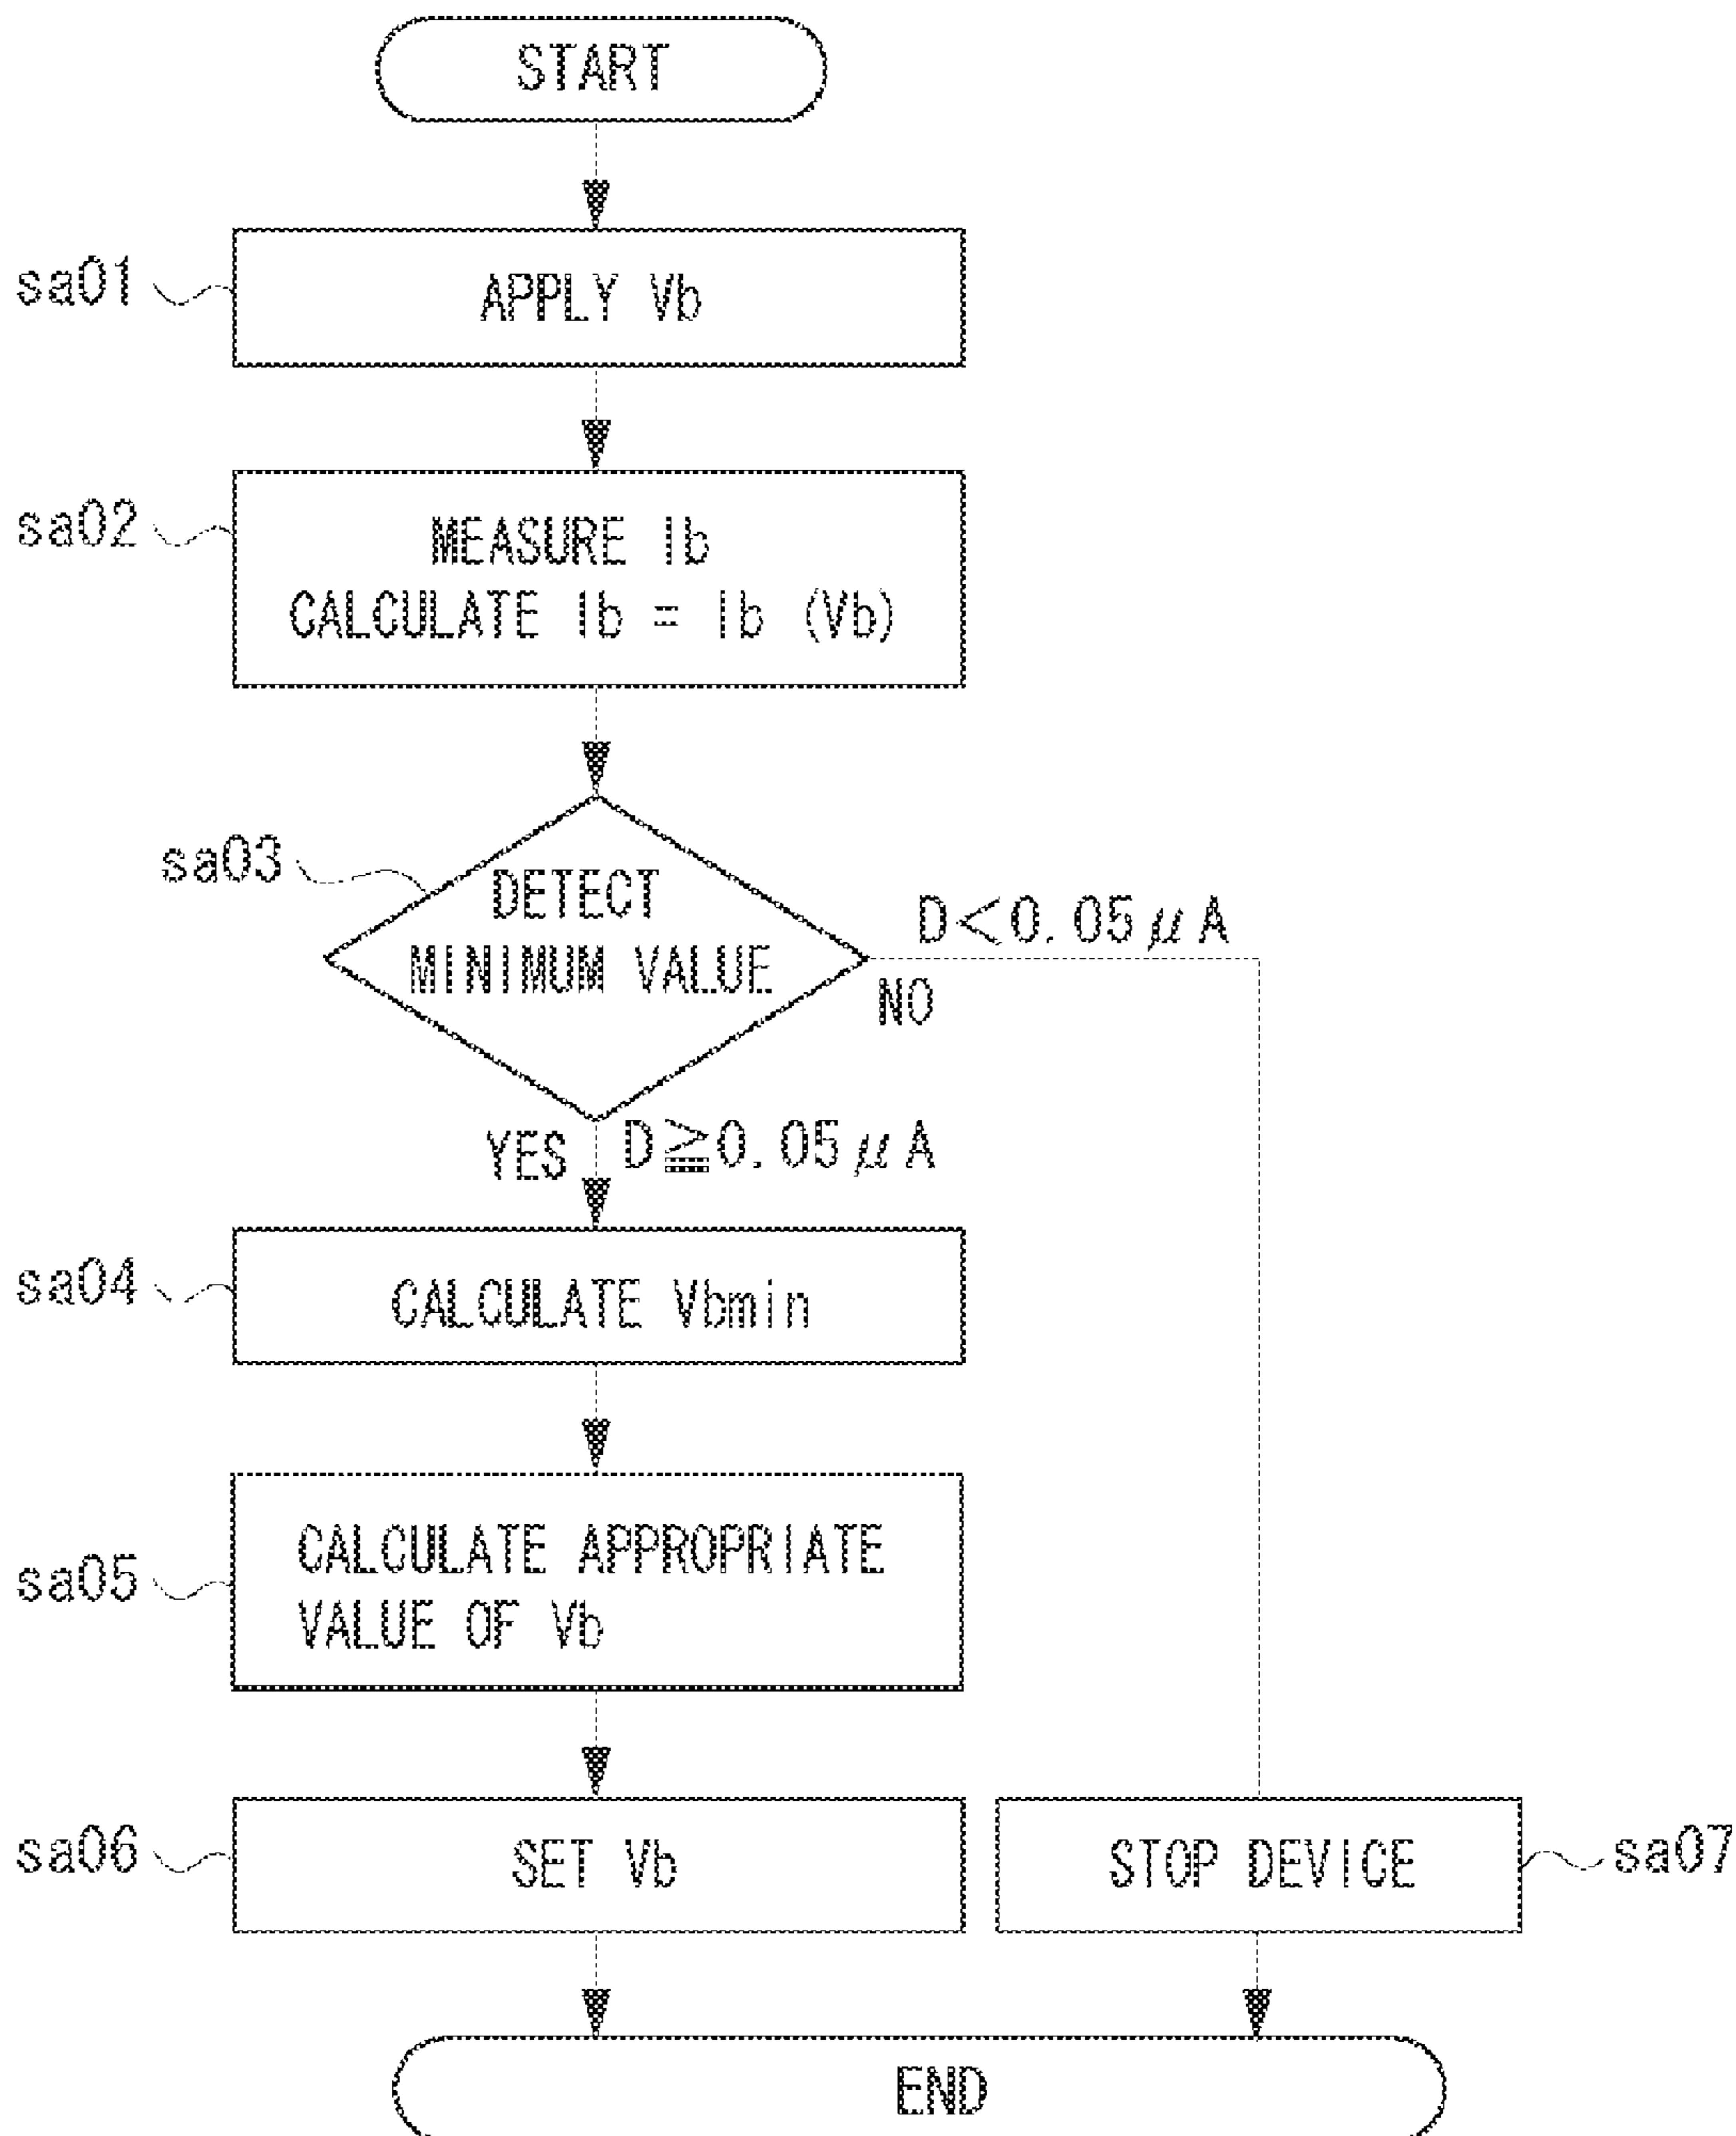 START
sa01
APPLY Vb
sa02
MEASURE Ib
CALCULATE Ib = Ib (Vb)
sa03
DETECT
MINIMUM VALUE
D<0.05μA
NO
YES
D≧0.05μA
sa04
CALCULATE Vbmin
sa05
CALCULATE APPROPRIATE
VALUE OF Vb
sa06
SET Vb
STOP DEVICE
sa07
END